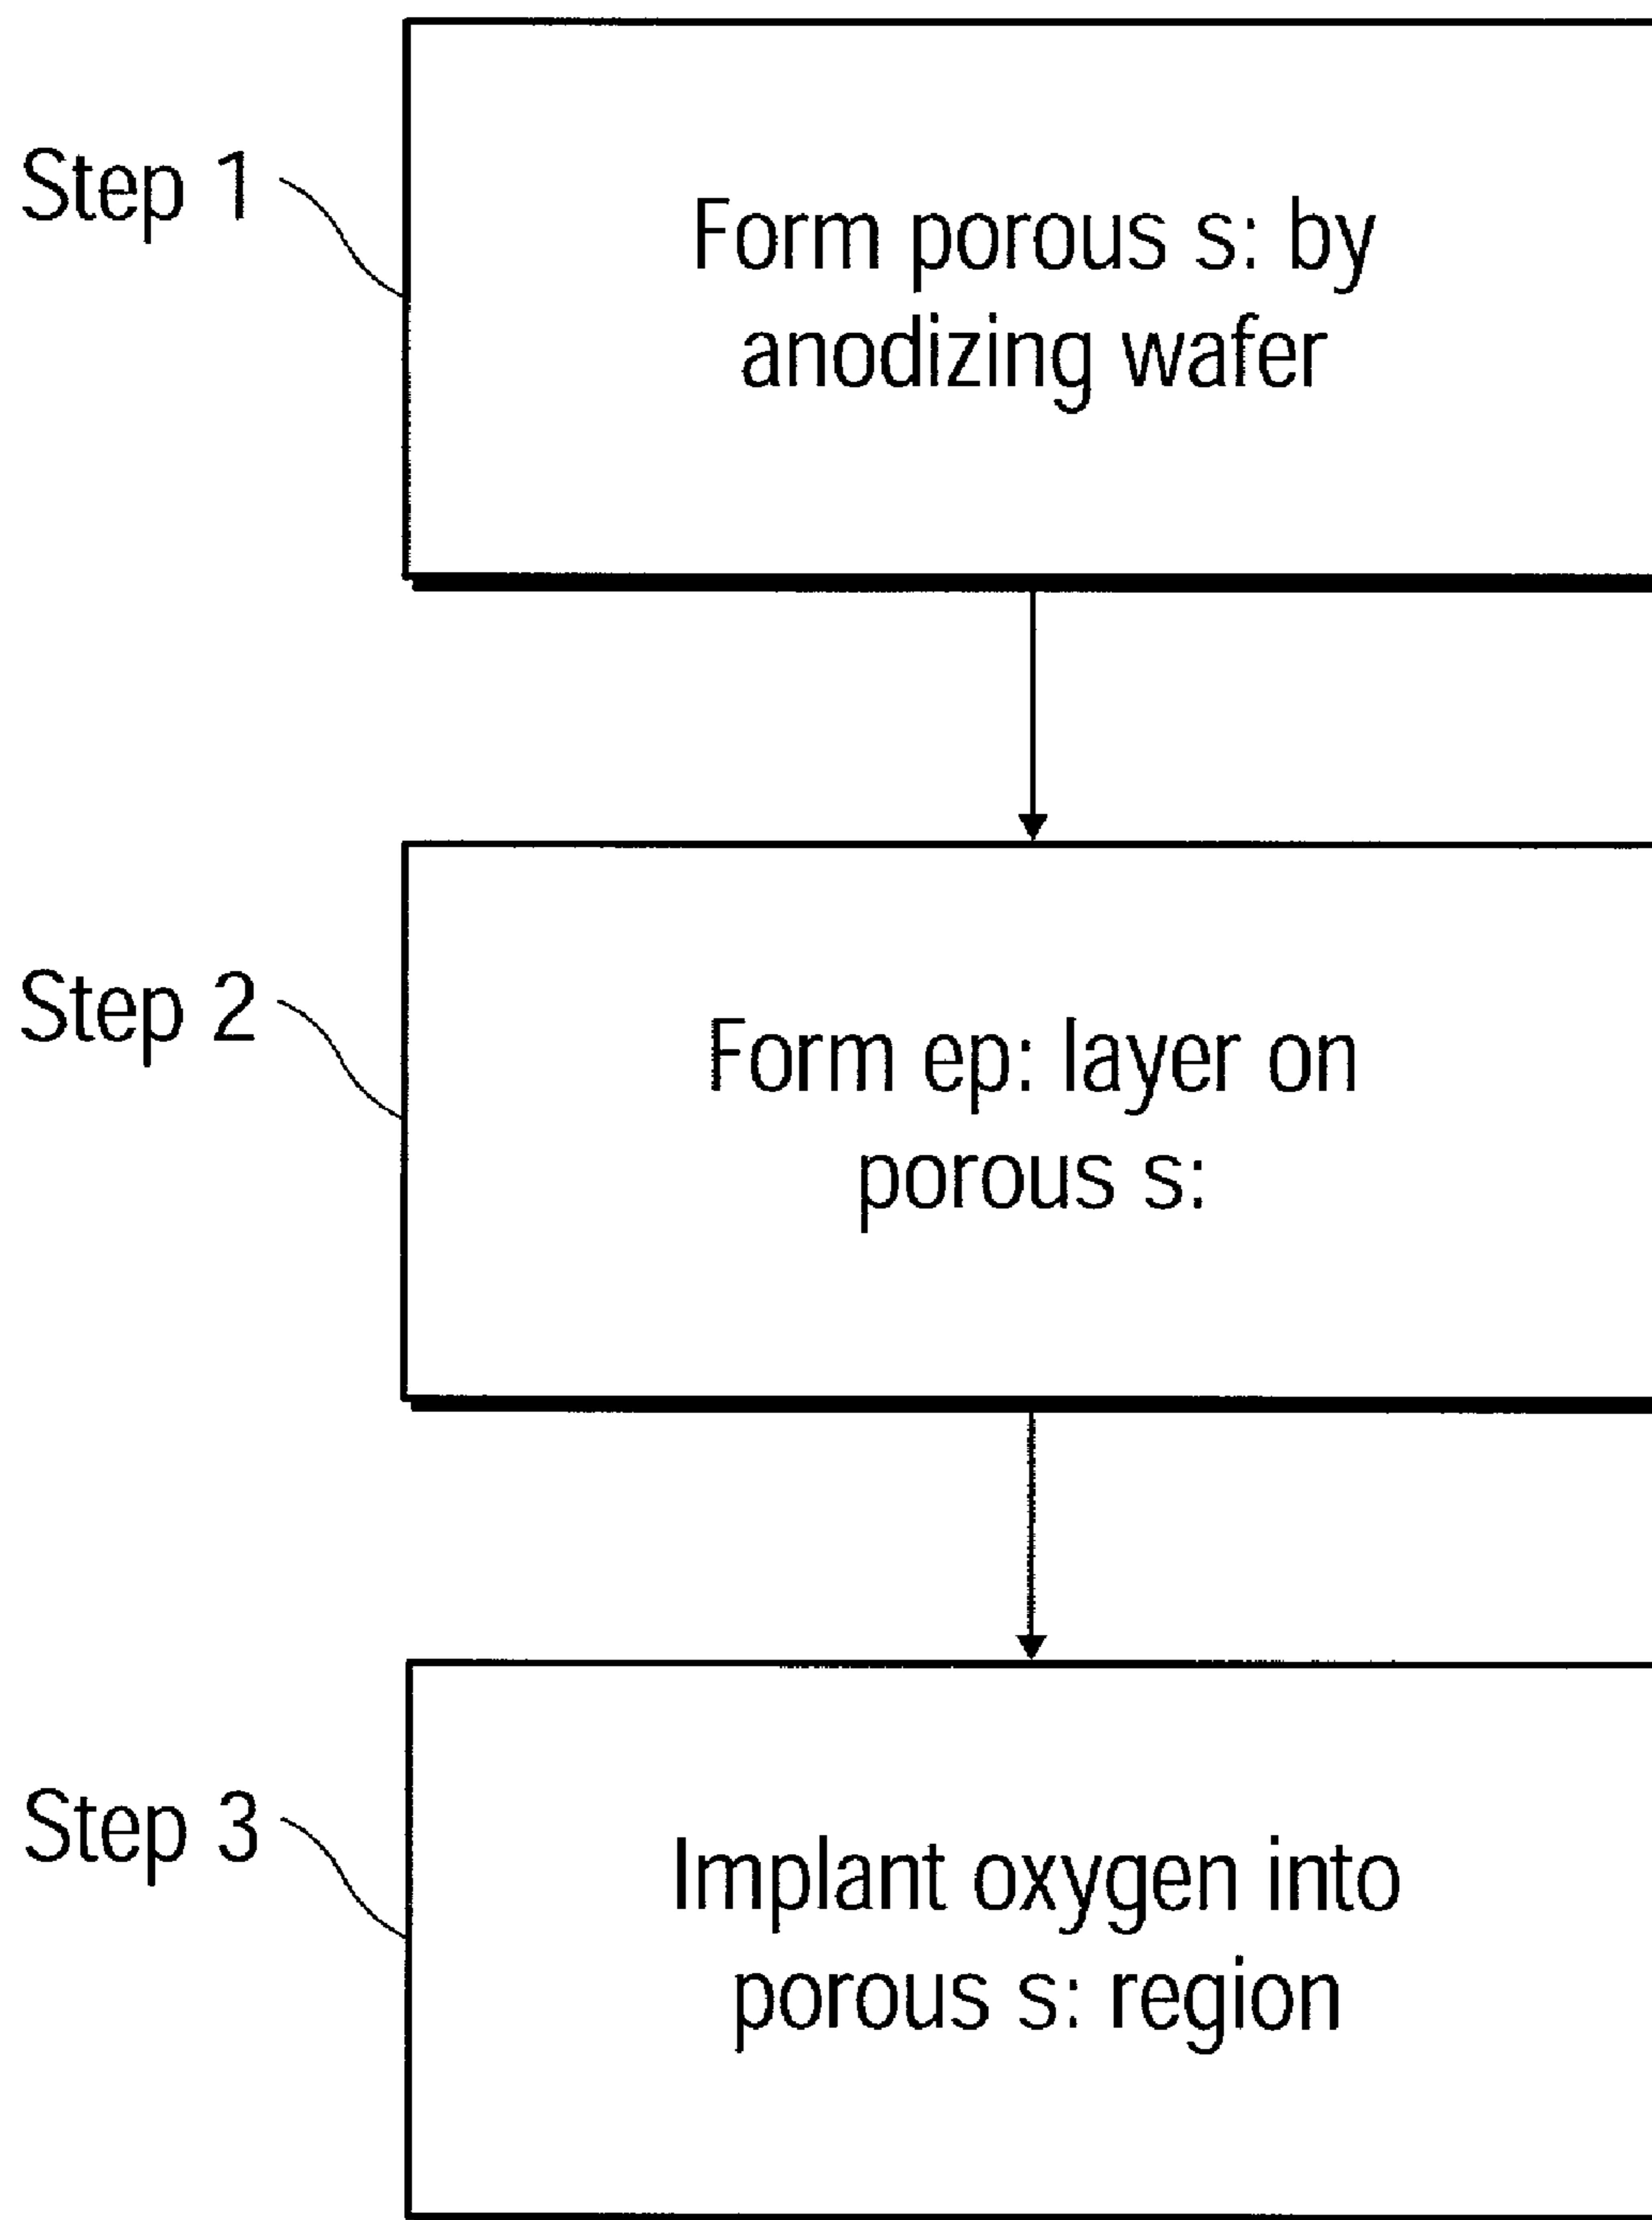 Step 1
Form porous s: by
anodizing wafer
Step 2
Form ep: layer on
porous s:
Step 3
Implant oxygen into
porous s: region